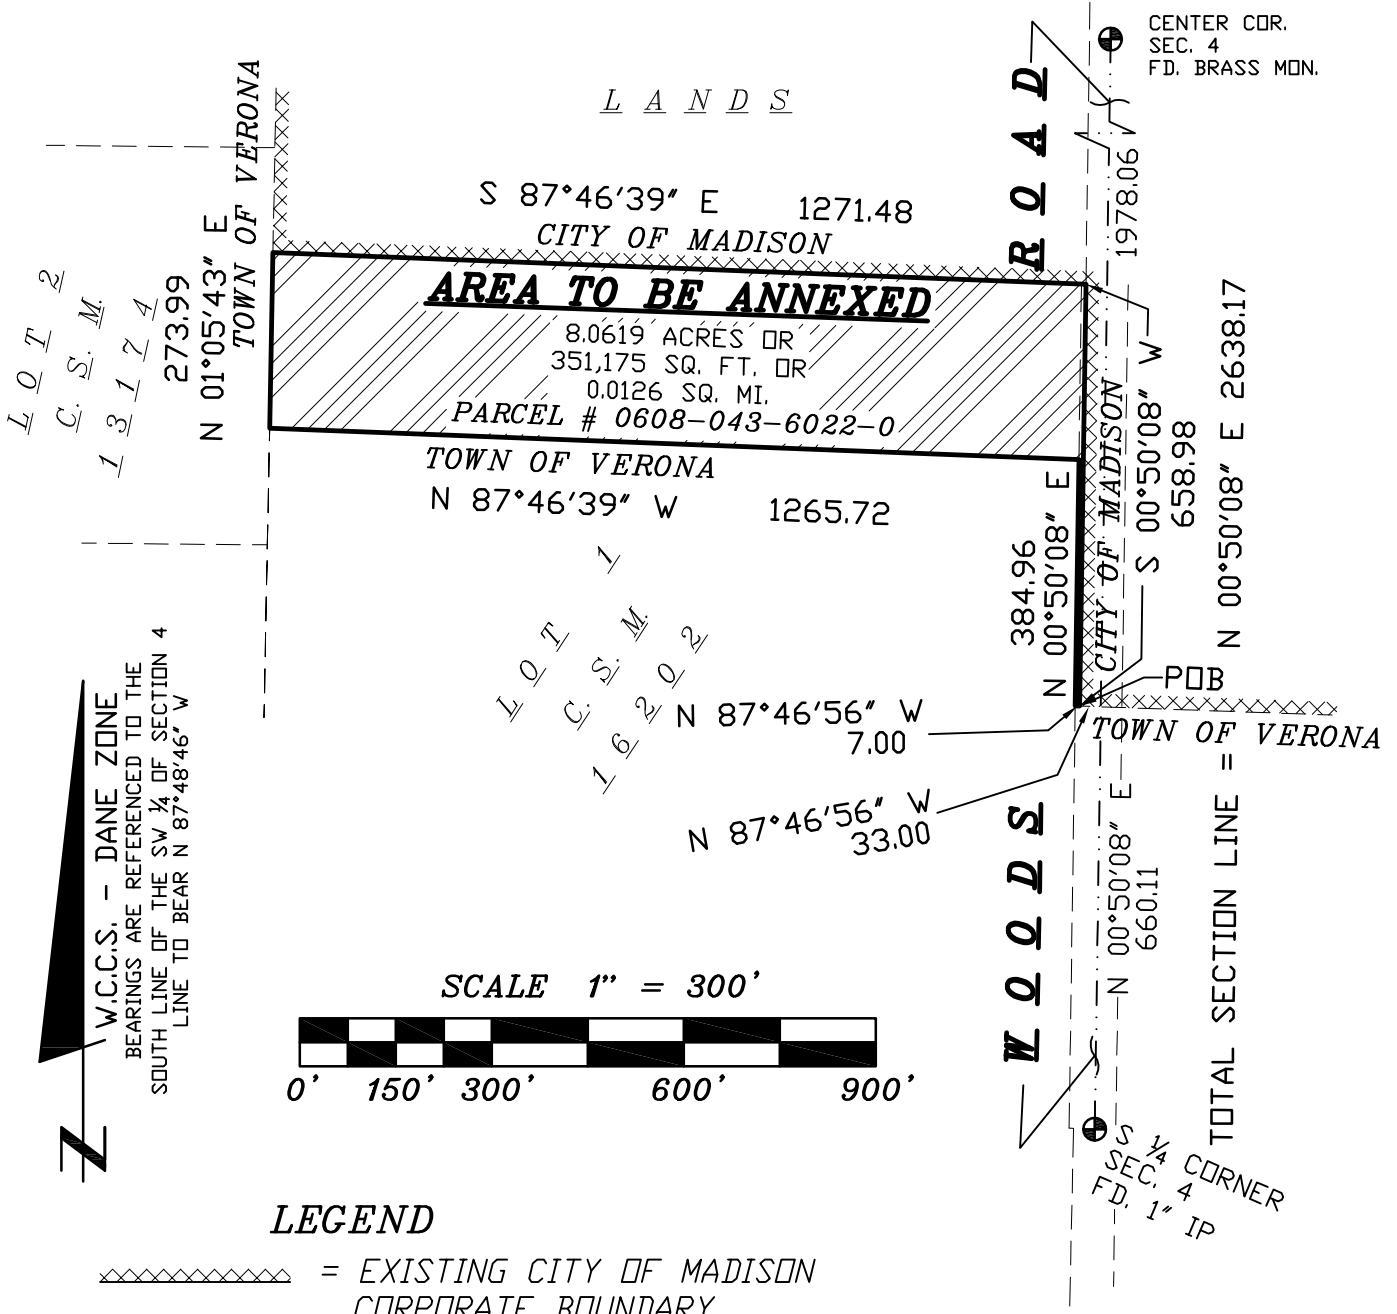 CENTER COR.
SEC. 4
FD. BRASS MON.
LANDS
ROAD
1978.06
TOWN OF VERONA
S 87°46'39" E 1271.48
CITY OF MADISON
273.99
N 01°05'43" E
LOT 2
C. S. M.
13174
AREA TO BE ANNEXED
8.0619 ACRES OR
351,175 SQ. FT. OR
0.0126 SQ. MI.
PARCEL # 0608-043-6022-0
TOWN OF VERONA
N 87°46'39" W 1265.72
CITY OF MADISON
S 00°50'08" W
658.98
TOTAL SECTION LINE = N 00°50'08" E 2638.17
384.96
N 00°50'08" E
LOT 1
C. S. M.
16202
POB
N 87°46'56" W
7.00
TOWN OF VERONA
N 87°46'56" W
33.00
WOODS
N 00°50'08" E
660.11
W.C.C.S. - DANE ZONE
BEARINGS ARE REFERENCED TO THE
SOUTH LINE OF THE SW ¼ OF SECTION 4
LINE TO BEAR N 87°48'46" W
N
SCALE 1" = 300'
0' 150' 300' 600' 900'
S ¼ CORNER
SEC. 4
FD. 1" IP
LEGEND
= EXISTING CITY OF MADISON
CORPORATE BOUNDARY